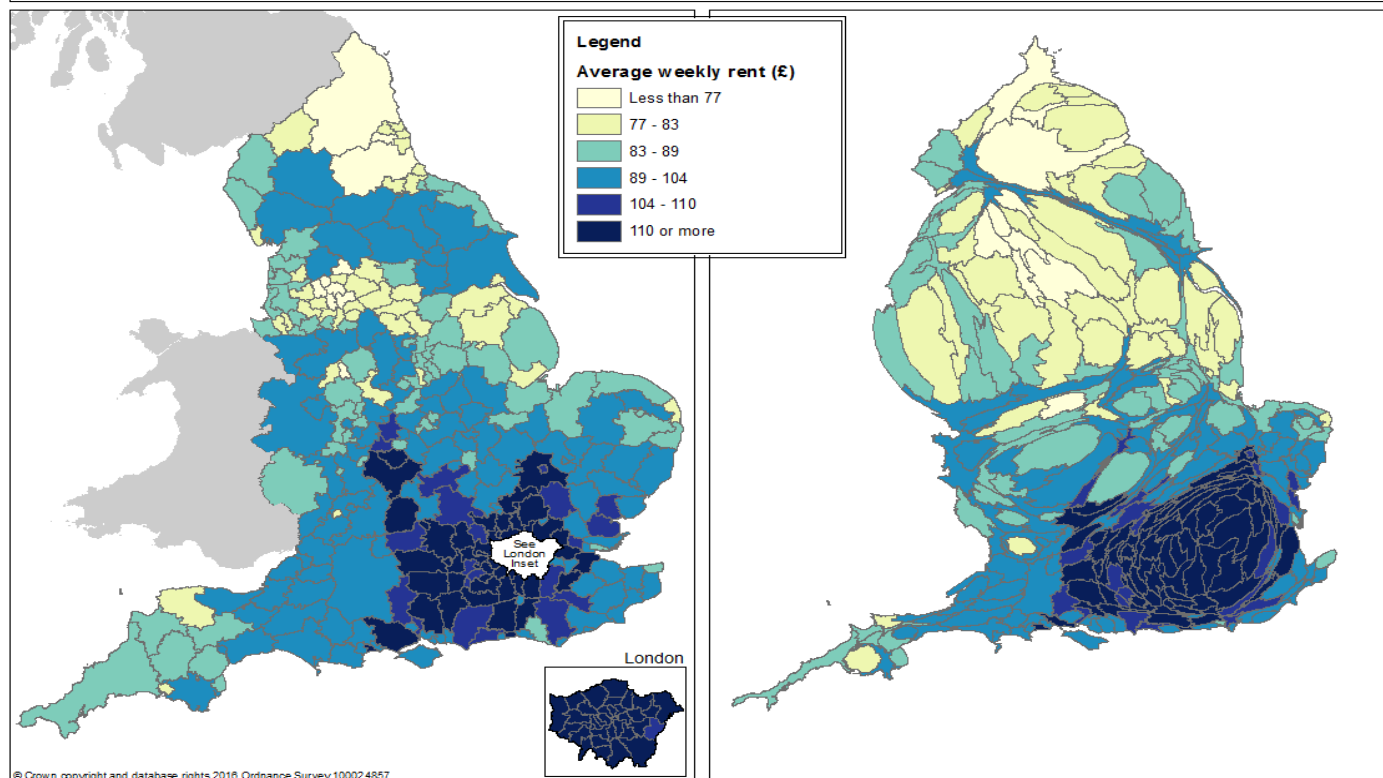 Legend
Average weekly rent (£)
Less than 77
77 - 83
83 - 89
89 - 104
104 - 110
110 or more
See
London
Inset
London
© Crown copyright and database rights 2016 Ordnance Survey 100024857